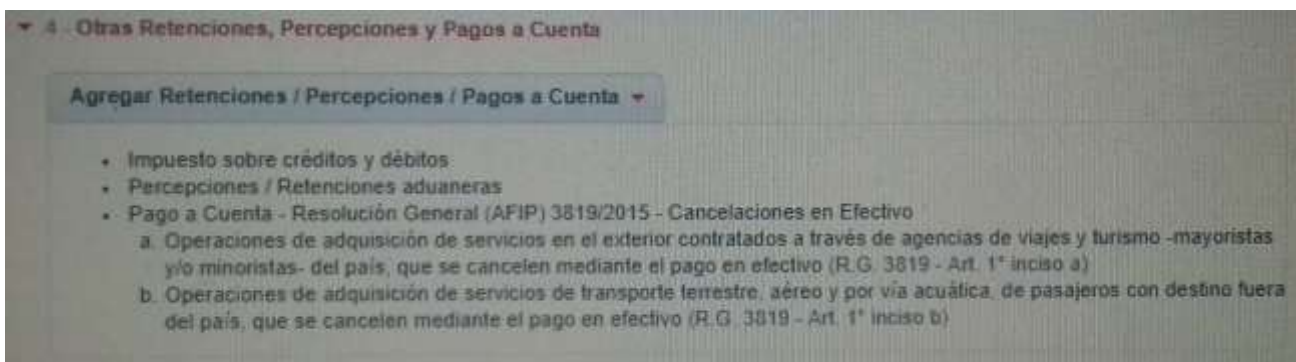 4 - Otras Retenciones, Percepciones y Pagos a Cuenta
Agregar Retenciones / Percepciones / Pagos a Cuenta
• Impuesto sobre créditos y débitos
• Percepciones / Retenciones aduaneras
• Pago a Cuenta - Resolución General (AFIP) 3819/2015 - Cancelaciones en Efectivo
a. Operaciones de adquisición de servicios en el exterior contratados a través de agencias de viajes y turismo -mayoristas
y/o minoristas- del país, que se cancelen mediante el pago en efectivo (R.G. 3819 - Art. 1° inciso a)
b. Operaciones de adquisición de servicios de transporte terrestre, aéreo y por vía acuática, de pasajeros con destino fuera
del país, que se cancelen mediante el pago en efectivo (R.G. 3819 - Art. 1° inciso b)